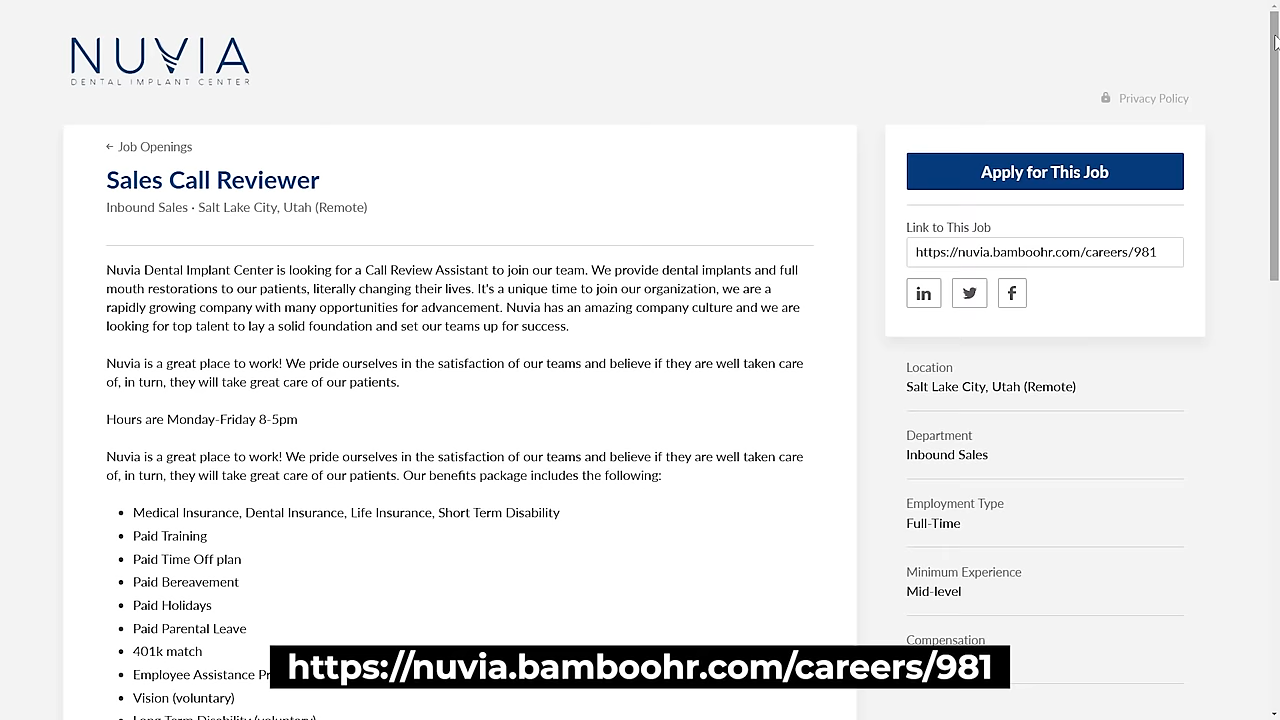 NUVIA
DENTAL IMPLANT CENTER
Privacy Policy
← Job Openings
Sales Call Reviewer
Inbound Sales · Salt Lake City, Utah (Remote)
Nuvia Dental Implant Center is looking for a Call Review Assistant to join our team. We provide dental implants and full
mouth restorations to our patients, literally changing their lives. It's a unique time to join our organization, we are a
rapidly growing company with many opportunities for advancement. Nuvia has an amazing company culture and we are
looking for top talent to lay a solid foundation and set our teams up for success.
Nuvia is a great place to work! We pride ourselves in the satisfaction of our teams and believe if they are well taken care
of, in turn, they will take great care of our patients.
Hours are Monday-Friday 8-5pm
Nuvia is a great place to work! We pride ourselves in the satisfaction of our teams and believe if they are well taken care
of, in turn, they will take great care of our patients. Our benefits package includes the following:
• Medical Insurance, Dental Insurance, Life Insurance, Short Term Disability
• Paid Training
• Paid Time Off plan
• Paid Bereavement
• Paid Holidays
• Paid Parental Leave
• 401k match
• Employee Assistance
• Vision (voluntary)
Long Term Disability (voluntary)
Apply for This Job
Link to This Job
https://nuvia.bamboohr.com/careers/981
in f
Location
Salt Lake City, Utah (Remote)
Department
Inbound Sales
Employment Type
Full-Time
Minimum Experience
Mid-level
Compensation
https://nuvia.bamboohr.com/careers/981